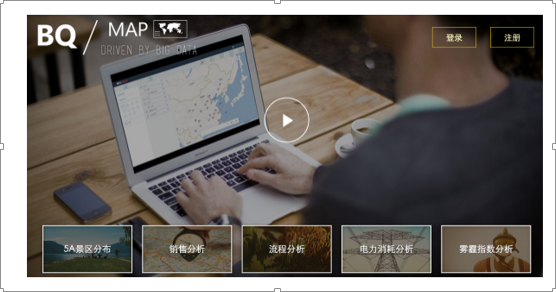 BQ / MAP
DRIVEN BY BIG DATA
登录
注册
5A景区分布
销售分析
流程分析
电力消耗分析
雾霾指数分析